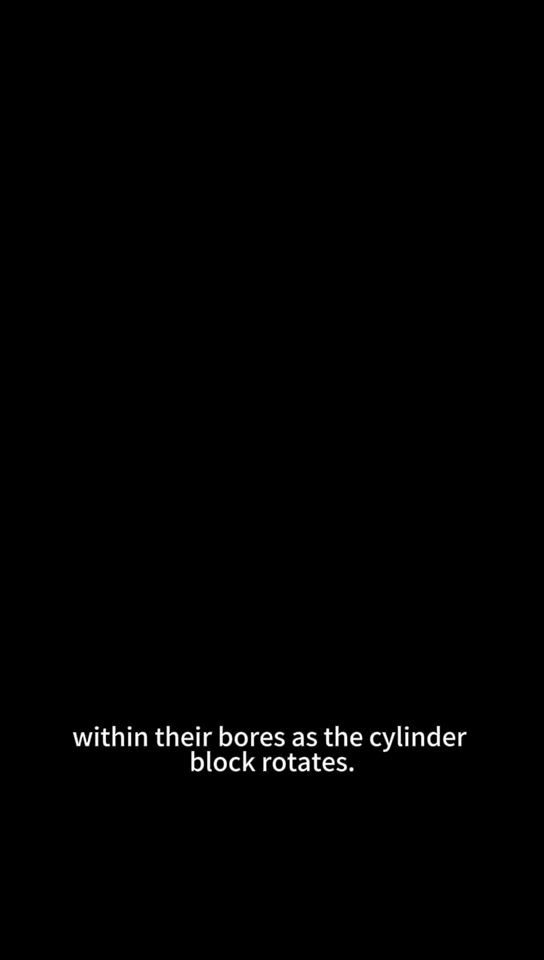 within their bores as the cylinder
block rotates.